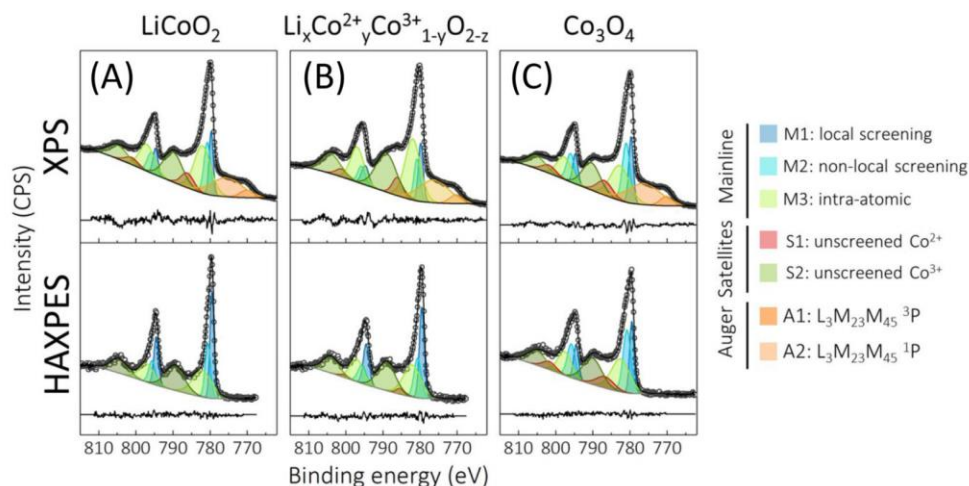 LiCoO₂
LiₓCo²⁺ᵧCo³⁺₁₋ᵧO₂₋z
Co₃O₄
(A)
(B)
(C)
XPS
HAXPES
Intensity (CPS)
810 800 790 780 770
810 800 790 780 770
810 800 790 780 770
Binding energy (eV)
Mainline
M1: local screening
M2: non-local screening
M3: intra-atomic
Satellites
S1: unscreened Co²⁺
S2: unscreened Co³⁺
Auger
A1: L₃M₂₃M₄₅ ³P
A2: L₃M₂₃M₄₅ ¹P